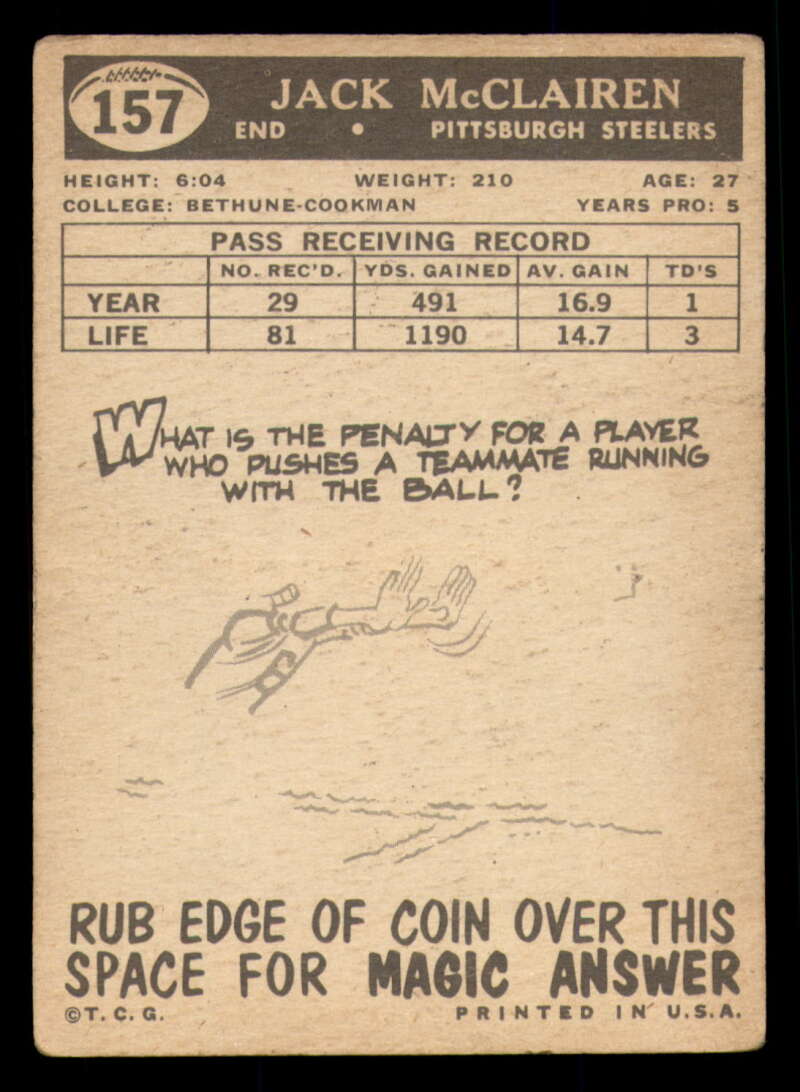 157
JACK McCLAIREN
END • PITTSBURGH STEELERS
HEIGHT: 6:04 WEIGHT: 210 AGE: 27
COLLEGE: BETHUNE-COOKMAN YEARS PRO: 5
PASS RECEIVING RECORD
NO. REC'D. YDS. GAINED AV. GAIN TD'S
YEAR 29 491 16.9 1
LIFE 81 1190 14.7 3
WHAT IS THE PENALTY FOR A PLAYER
WHO PUSHES A TEAMMATE RUNNING
WITH THE BALL?
RUB EDGE OF COIN OVER THIS
SPACE FOR MAGIC ANSWER
©T.C.G. PRINTED IN U.S.A.